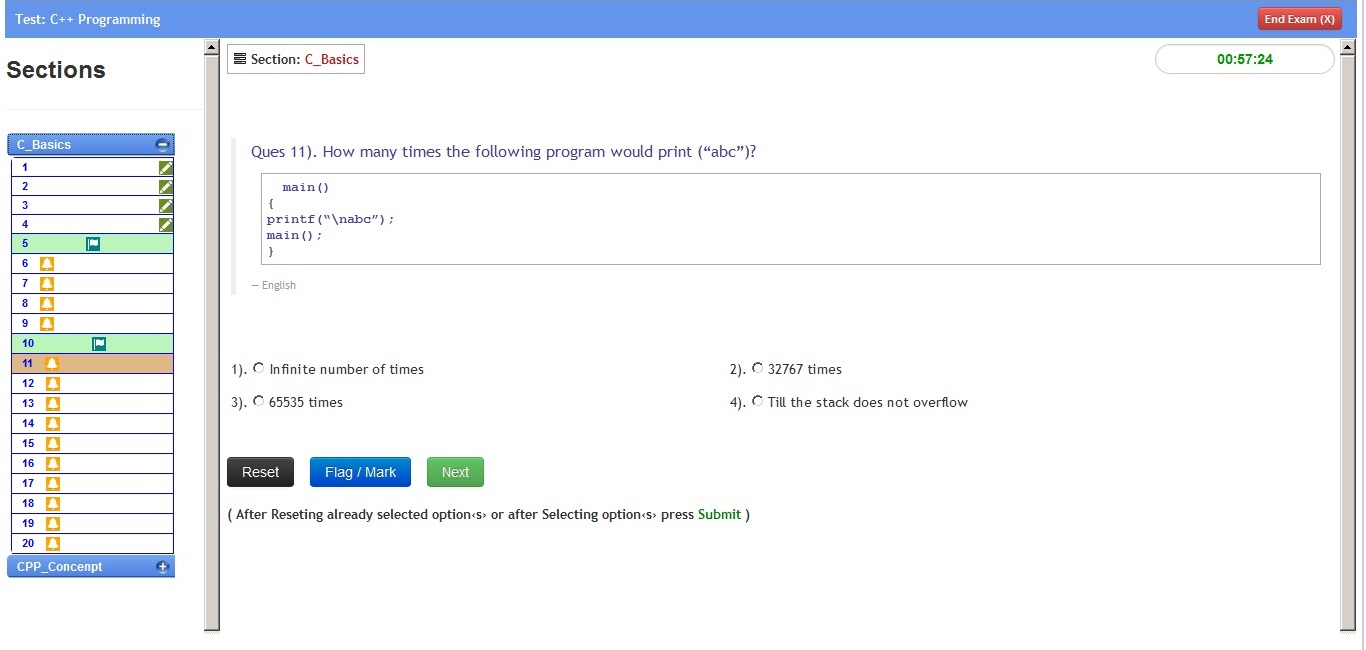 Test: C++ Programming
End Exam (X)
Sections
Section: C_Basics
00:57:24
C_Basics
1
2
3
4
5
6
7
8
9
10
11
12
13
14
15
16
17
18
19
20
CPP_Concenpt
Ques 11). How many times the following program would print (“abc”)?
main()
{
printf(“\nabc”);
main();
}
— English
1). Infinite number of times
2). 32767 times
3). 65535 times
4). Till the stack does not overflow
Reset
Flag / Mark
Next
( After Reseting already selected option‹s› or after Selecting option‹s› press Submit )